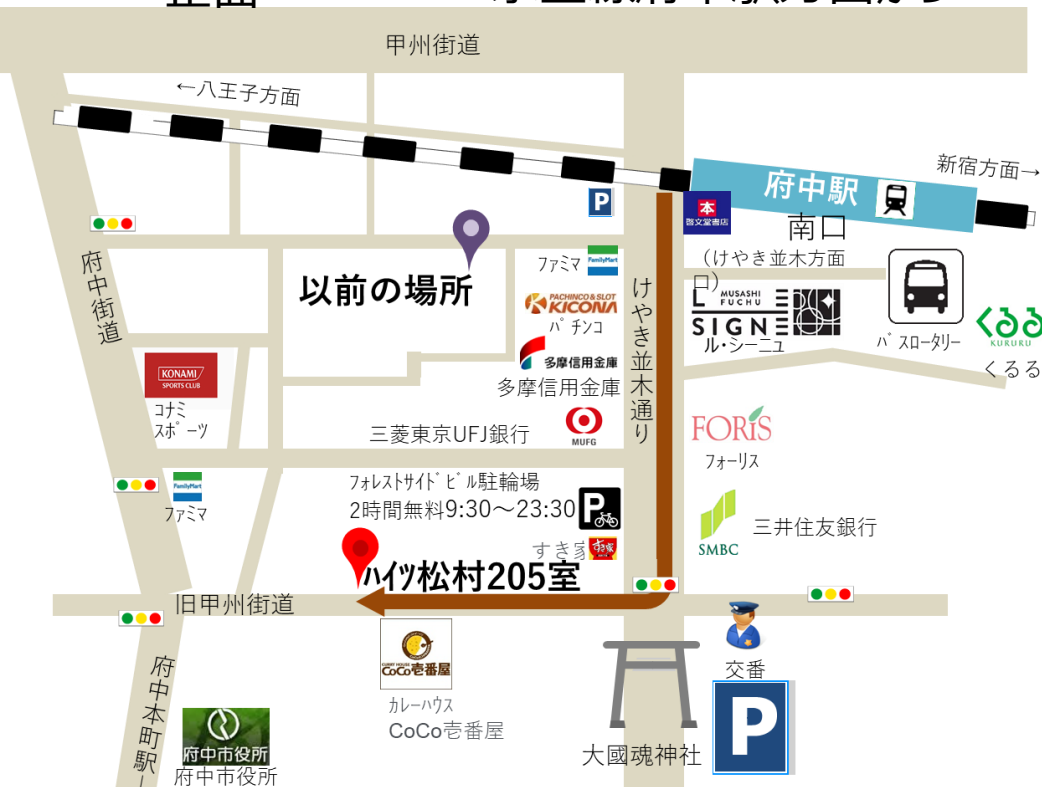 甲州街道
←八王子方面
新宿方面→
府中駅
本
啓文堂書店
南口
(けやき並木方面
口)
P
府中街道
以前の場所
ファミマ
FamilyMart
PACHINCO & SLOT
KICONA
パチンコ
多摩信用金庫
多摩信用金庫
けやき並木通り
MUSASHI
FUCHU
L E
SIGNE
ル・シーニュ
バスロータリー
くるる
KURURU
くるる
KONAMI
SPORTS CLUB
コナミ
スポーツ
三菱東京UFJ銀行
MUFG
FORIS
フォーリス
FamilyMart
ファミマ
フォレストサイドビル駐輪場
2時間無料9:30～23:30
P
すき家
すき家
SMBC
三井住友銀行
ハイツ松村205室
旧甲州街道
CURRY HOUSE
CoCo壱番屋
カレーハウス
CoCo壱番屋
交番
P
大國魂神社
府中本町駅
府中市役所
府中市役所